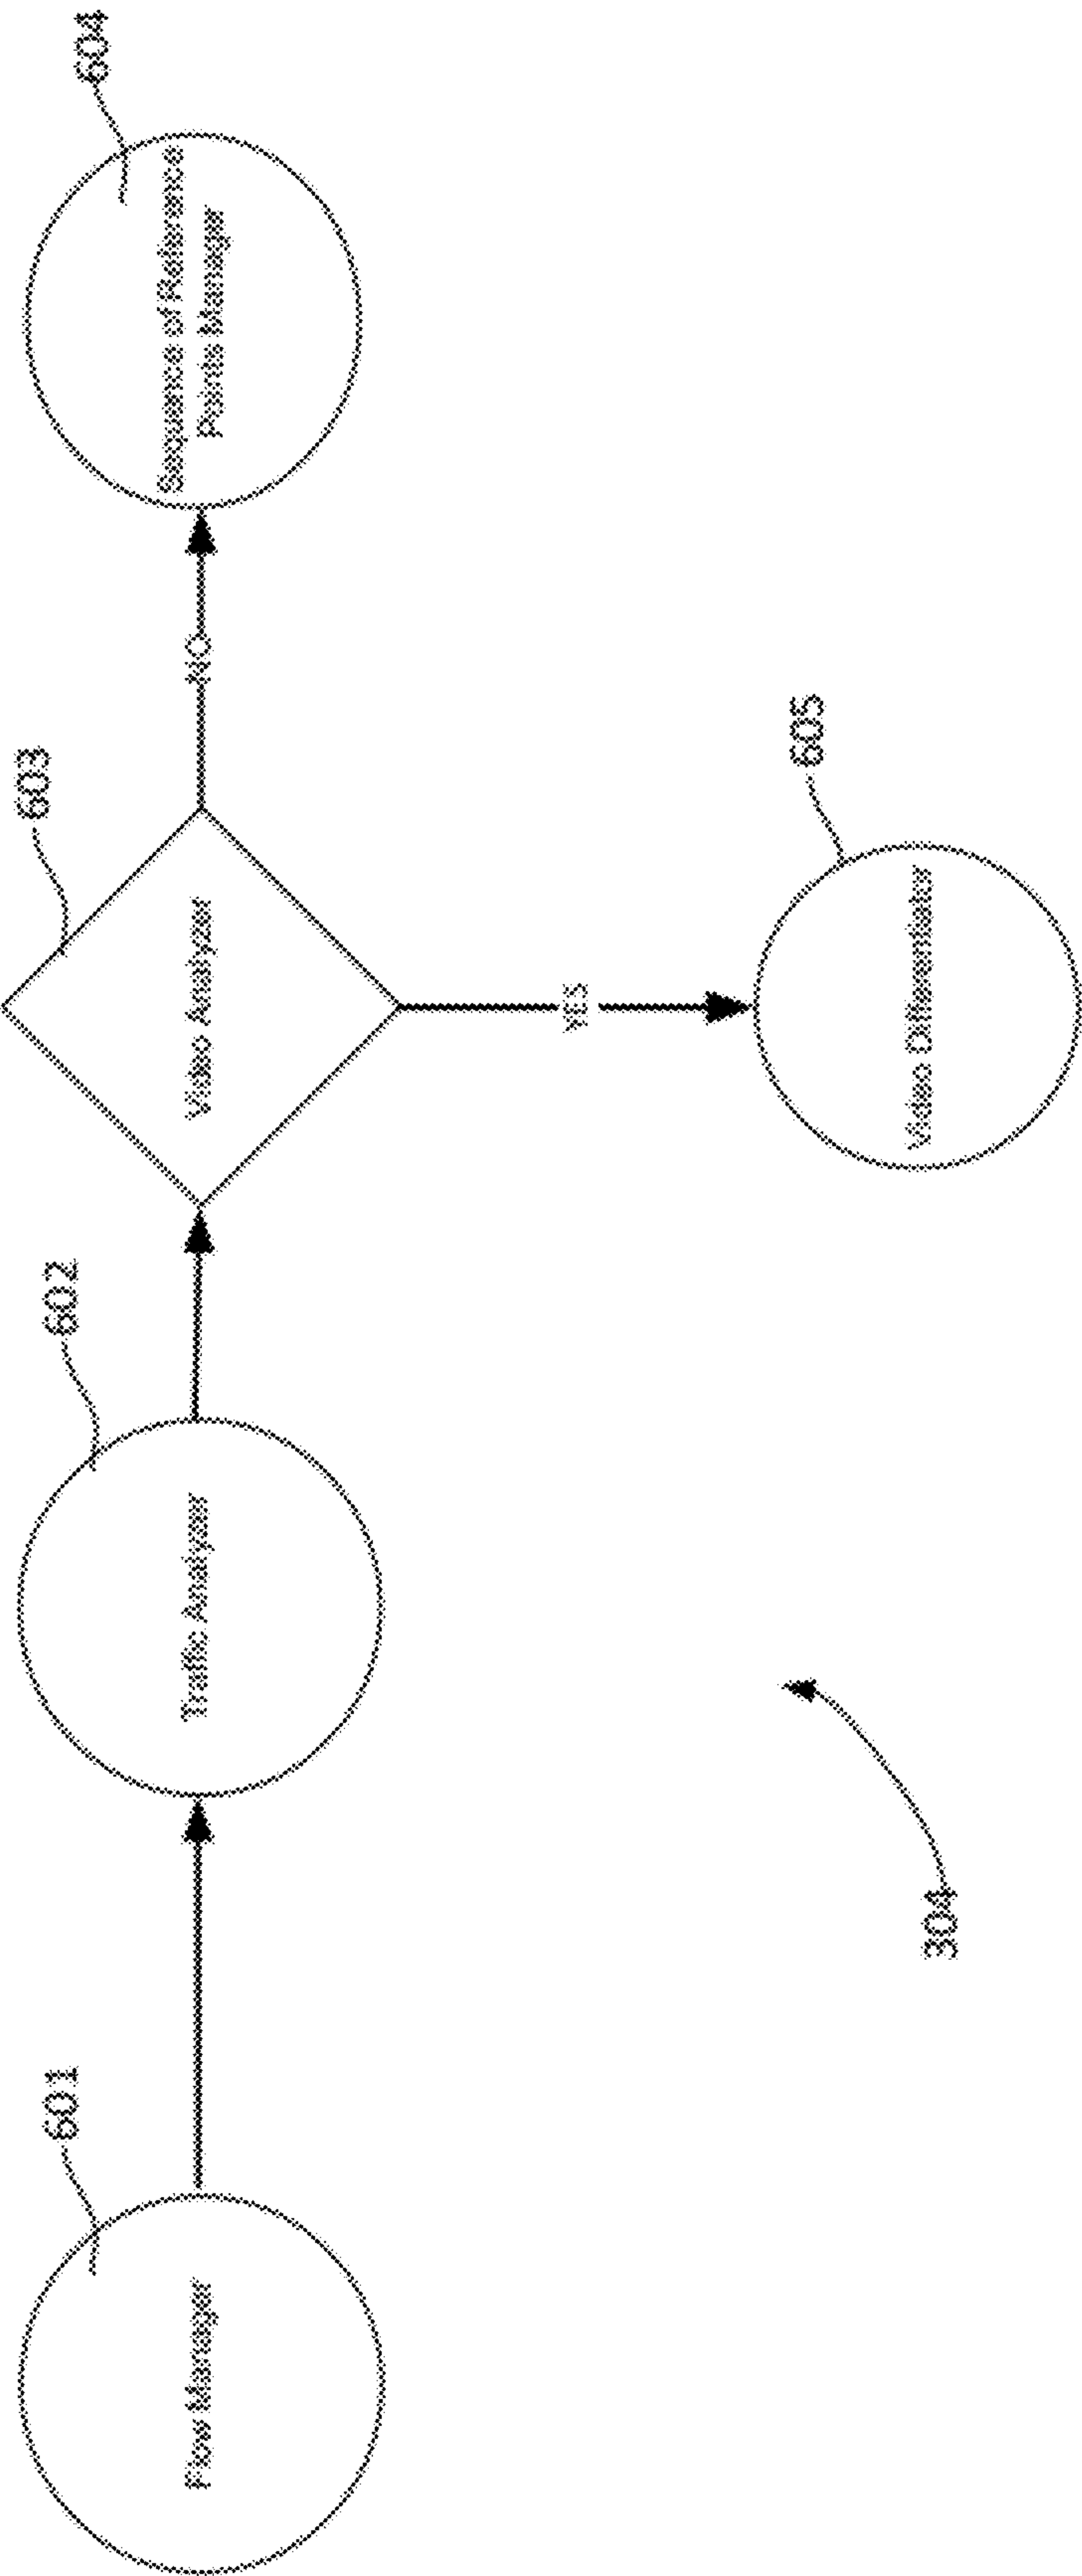 601
Flow Manager
602
Traffic Analyzer
603
Video Analyzer
NO
604
Sequence of Reference
Points Manager
YES
605
Video Differentiator
304